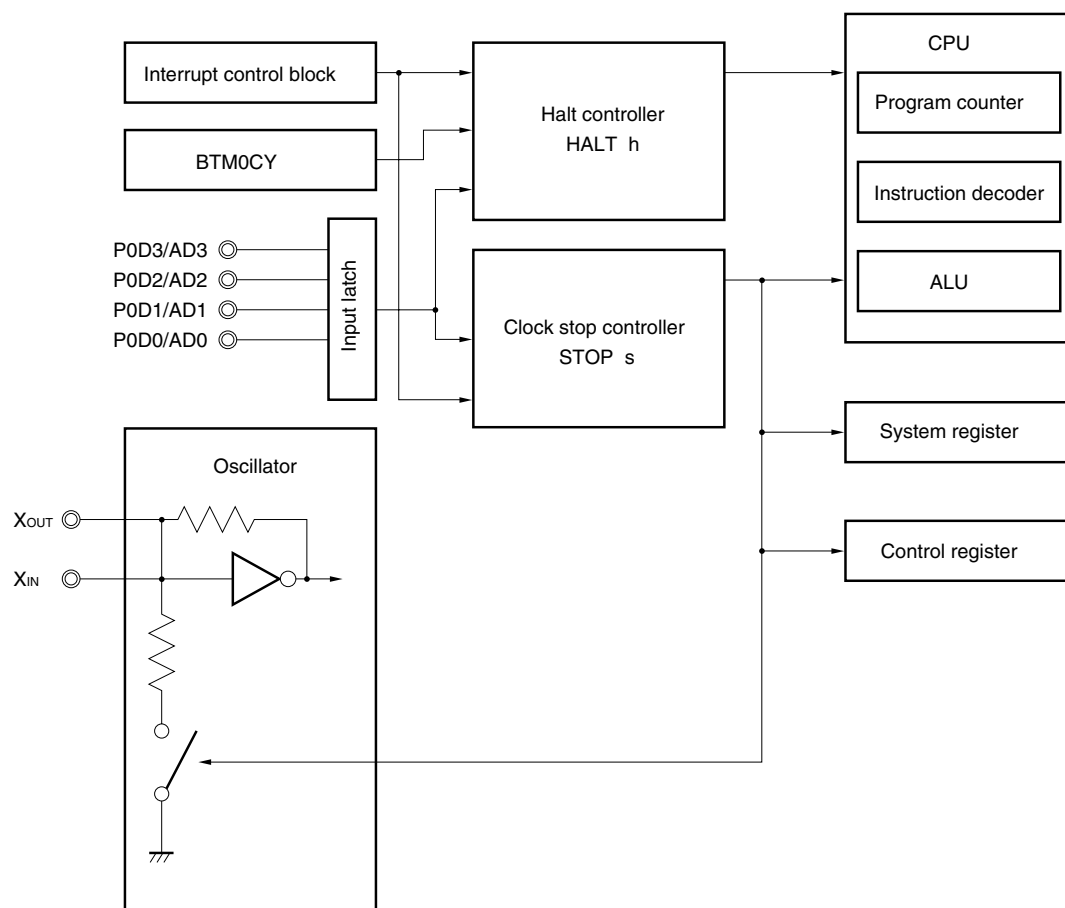 Interrupt control block
BTM0CY
P0D3/AD3
P0D2/AD2
P0D1/AD1
P0D0/AD0
Input latch
Halt controller
HALT h
Clock stop controller
STOP s
CPU
Program counter
Instruction decoder
ALU
System register
Control register
Oscillator
XOUT
XIN